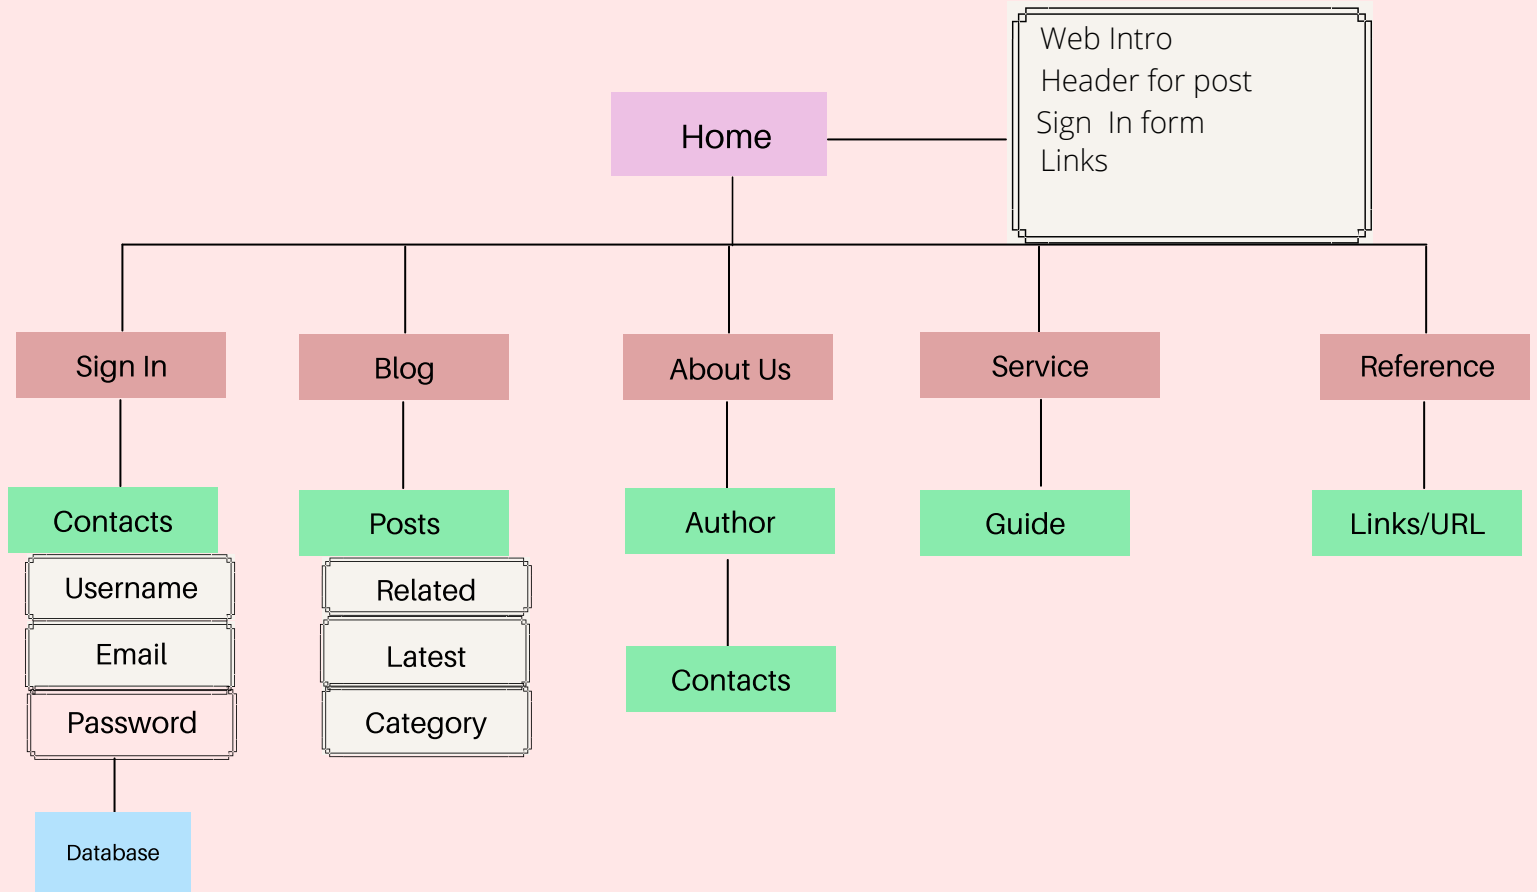 Web Intro
Header for post
Sign In form
Links
Home
Sign In
Blog
About Us
Service
Reference
Contacts
Posts
Author
Guide
Links/URL
Username
Email
Password
Related
Latest
Category
Contacts
Database